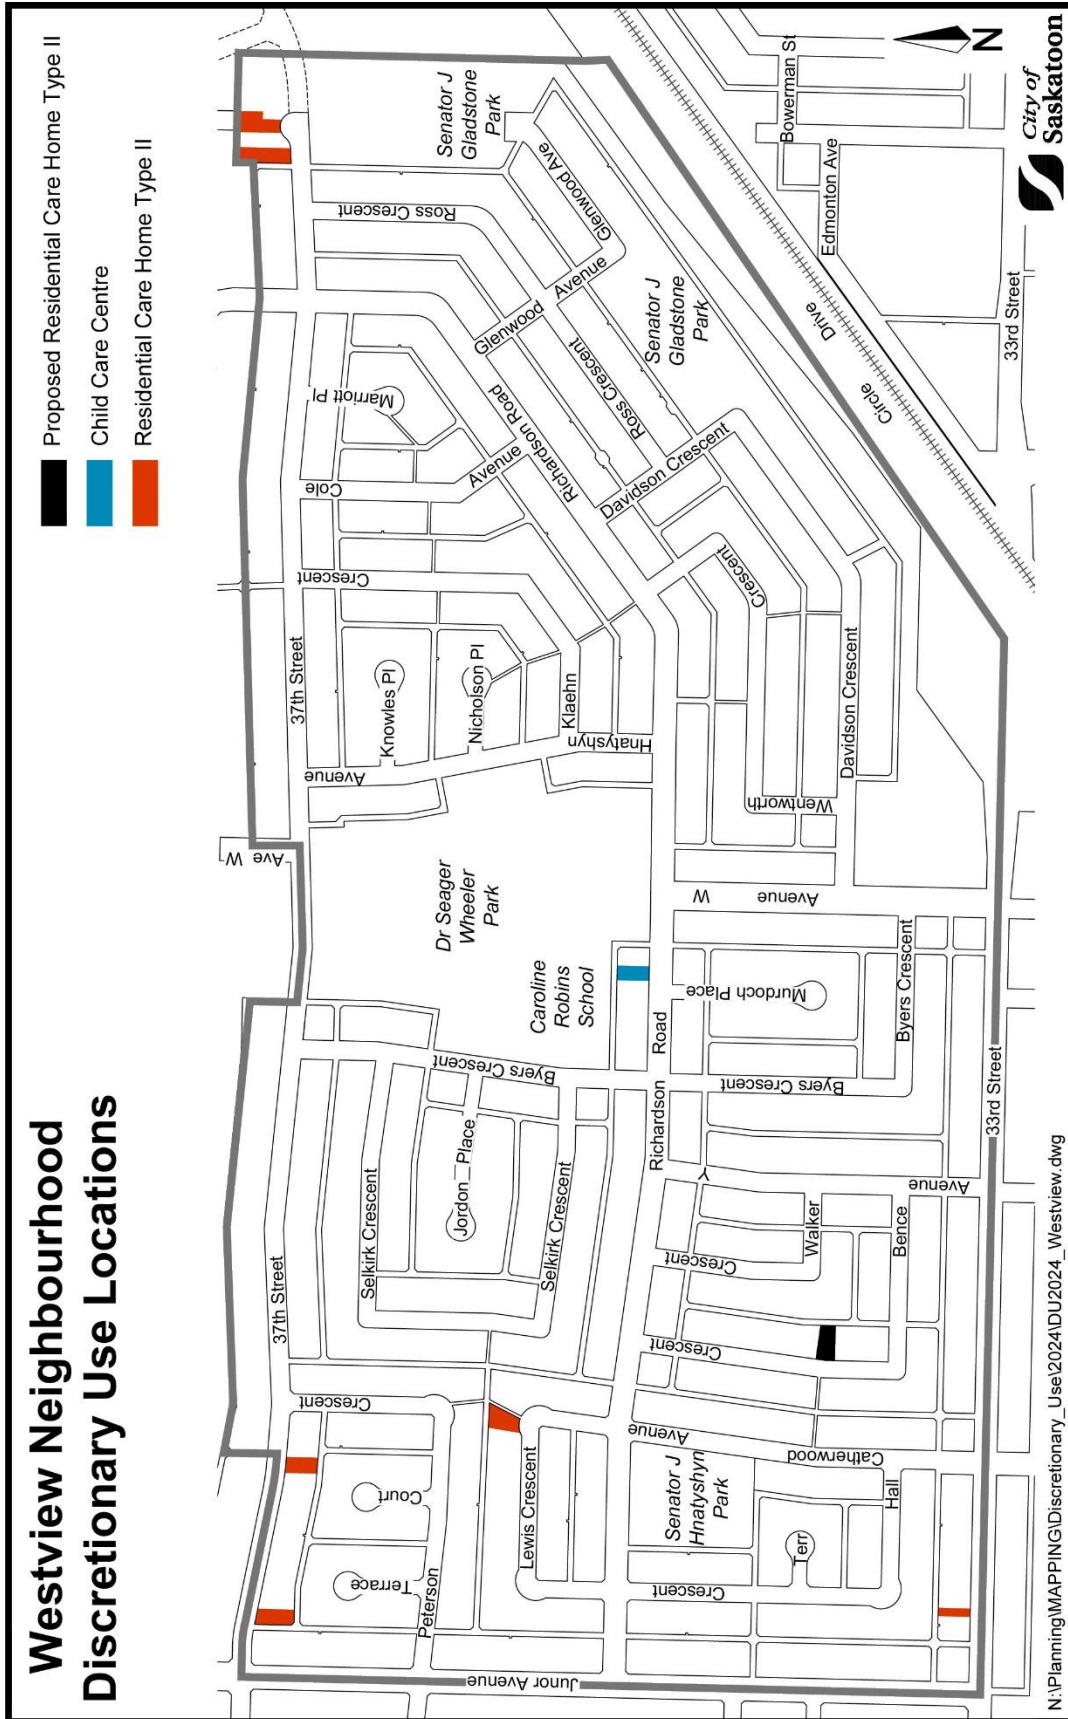 Westview Neighbourhood
Discretionary Use Locations
Proposed Residential Care Home Type II
Child Care Centre
Residential Care Home Type II
37th Street
37th Street
Ave W
Avenue
Crescent
Cole
Avenue
Marriott Pl
Ross Crescent
Senator J
Gladstone
Park
Knowles Pl
Nicholson Pl
Klaehn
Hnatyshyn
Richardson Road
Glenwood
Avenue
Glenwood Ave
Ross Crescent
Davidson Crescent
Senator J
Gladstone
Park
Crescent
Wentworth
Davidson Crescent
Circle
Drive
Bowerman St
Edmonton Ave
33rd Street
Dr Seager
Wheeler
Park
Caroline
Robins
School
Selkirk Crescent
Jordon Place
Selkirk Crescent
Byers Crescent
Crescent
Court
Terrace
Peterson
Lewis Crescent
Junor Avenue
Richardson
Road
Murdoch Place
Avenue
W
Byers Crescent
Byers Crescent
Y
Avenue
Walker
Crescent
Bence
Crescent
Avenue
Catherwood
Senator J
Hnatyshyn
Park
Crescent
Terr
Hall
33rd Street
N
City of
Saskatoon
N:\Planning\MAPPING\Discretionary_Use\2024\DU2024_Westview.dwg